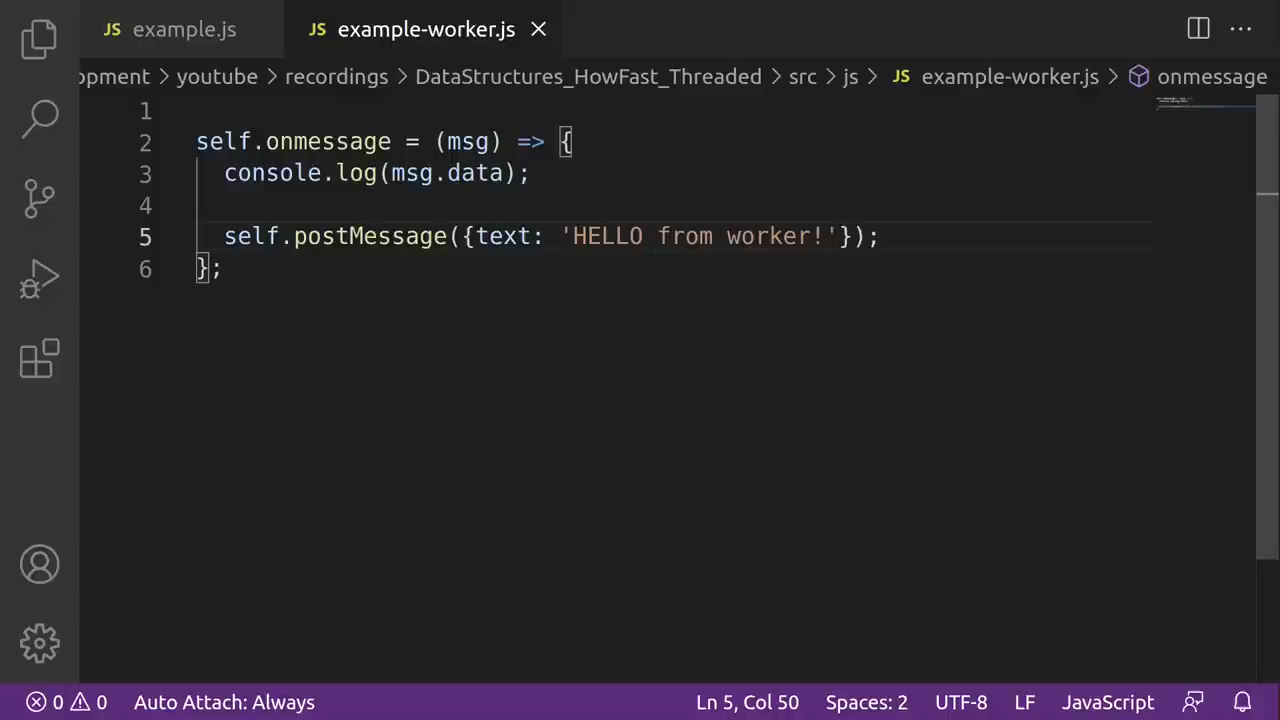 JS example.js JS example-worker.js
opment > youtube > recordings > DataStructures_HowFast_Threaded > src > js > JS example-worker.js > onmessage
1
2 self.onmessage = (msg) => {
3   console.log(msg.data);
4
5   self.postMessage({text: 'HELLO from worker!'});
6 };
0 0 Auto Attach: Always Ln 5, Col 50 Spaces: 2 UTF-8 LF JavaScript